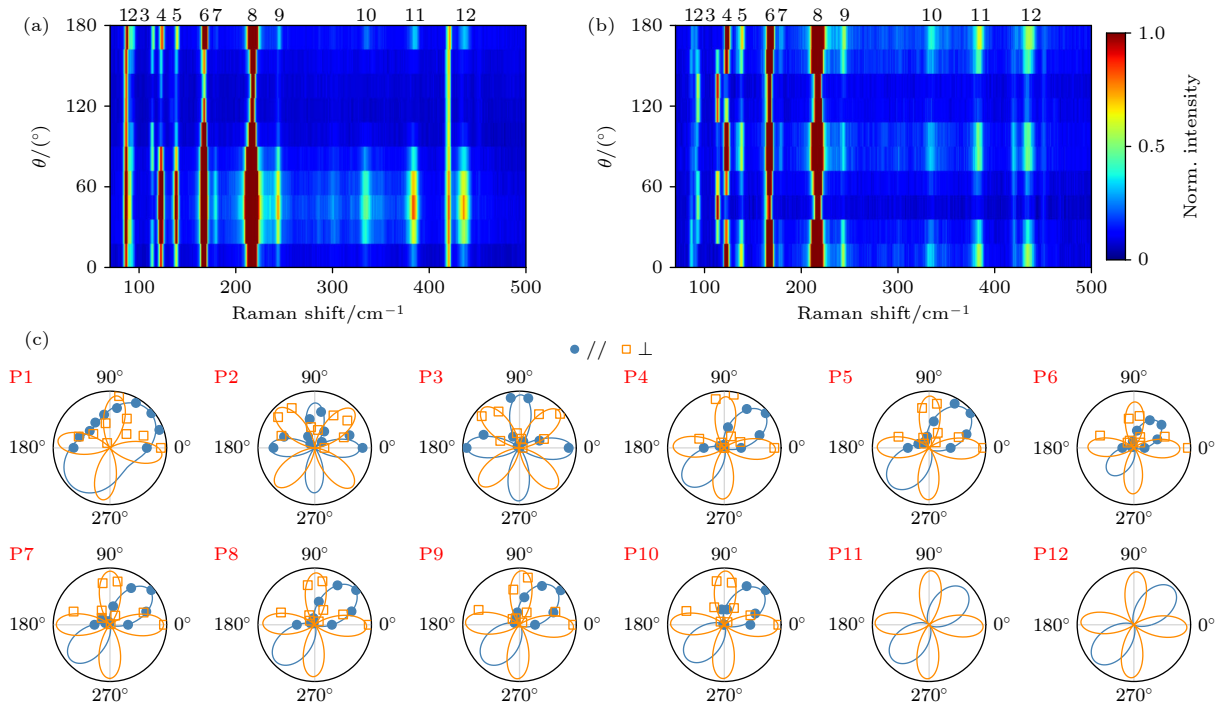 (a)
1 2 3 4 5 6 7 8 9 10 11 12
180
120
60
0
θ/(°)
100 200 300 400 500
Raman shift/cm⁻¹
(b)
1 2 3 4 5 6 7 8 9 10 11 12
180
120
60
0
θ/(°)
100 200 300 400 500
Raman shift/cm⁻¹
1.0
0.5
0
Norm. intensity
(c)
// ⊥
P1 90° P2 90° P3 90° P4 90° P5 90° P6 90°
180° 0° 180° 0° 180° 0° 180° 0° 180° 0° 180° 0°
270° 270° 270° 270° 270° 270°
P7 90° P8 90° P9 90° P10 90° P11 90° P12 90°
180° 0° 180° 0° 180° 0° 180° 0° 180° 0° 180° 0°
270° 270° 270° 270° 270° 270°